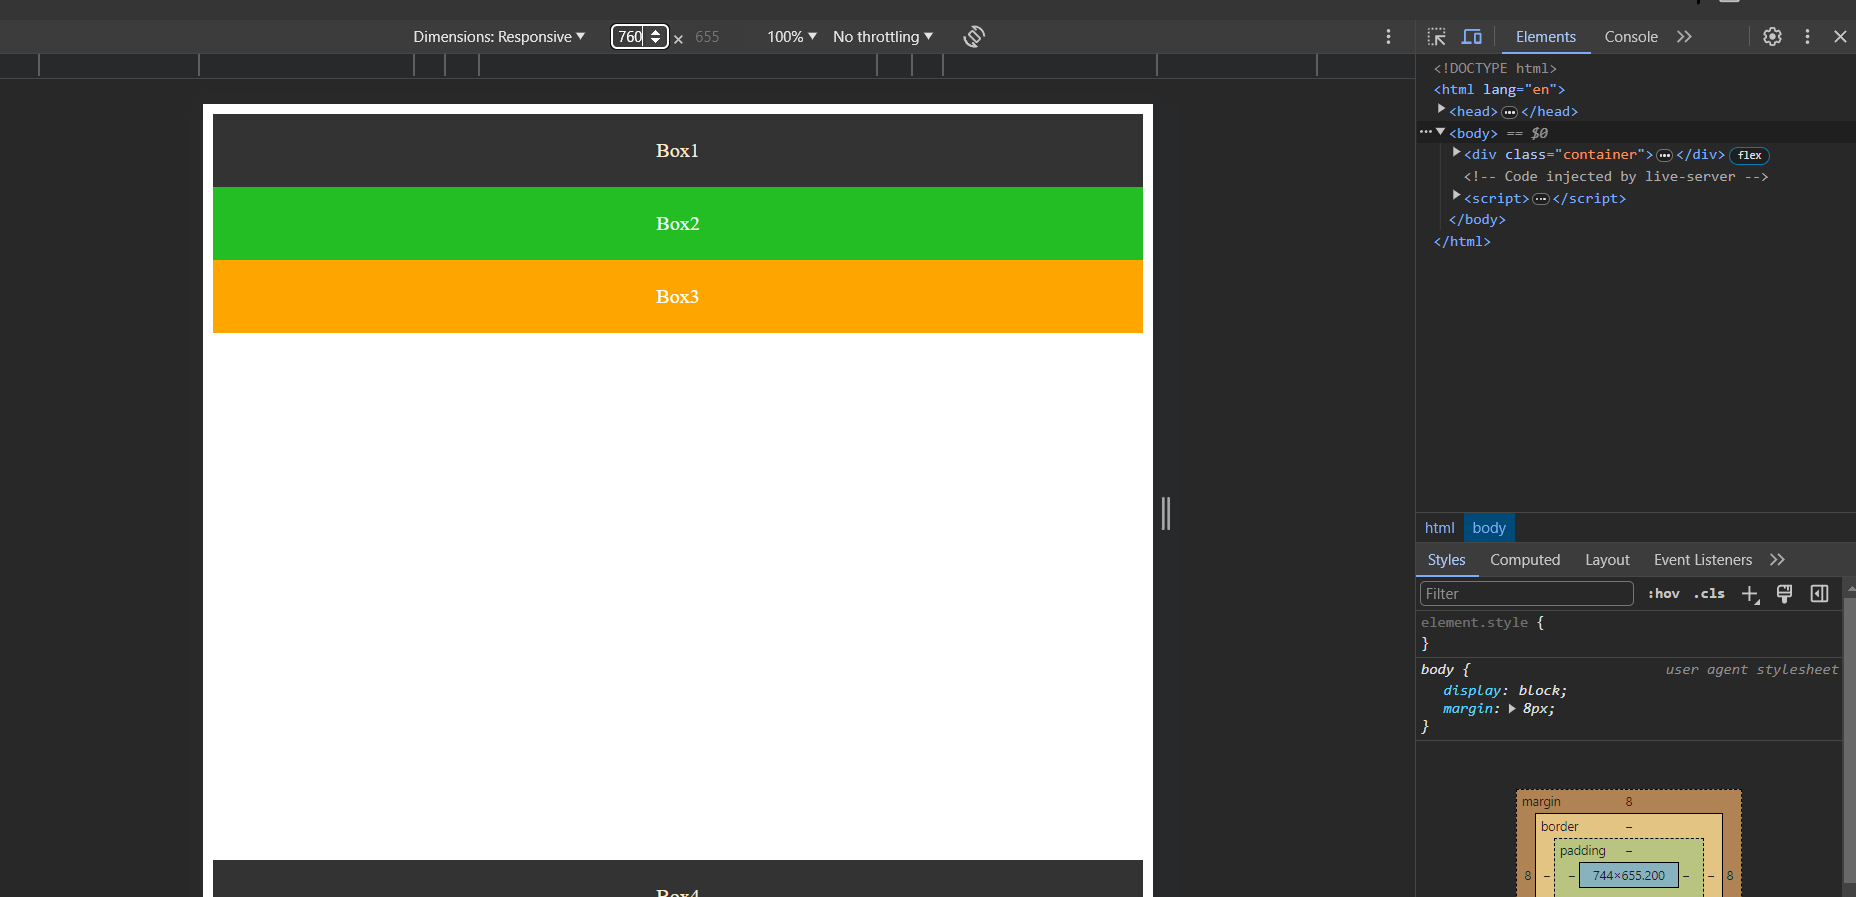 Dimensions: Responsive ▼ 760 × 655 100% ▼ No throttling ▼
Elements Console
Box1
Box2
Box3
Box4
<!DOCTYPE html>
<html lang="en">
<head> ... </head>
... <body> == $0
<div class="container"> ... </div> flex
<!-- Code injected by live-server -->
<script> ... </script>
</body>
</html>
html body
Styles Computed Layout Event Listeners
Filter :hov .cls
element.style {
}
body { user agent stylesheet
display: block;
margin: 8px;
}
margin 8
border –
padding –
8 – – 744×655.200 – – 8